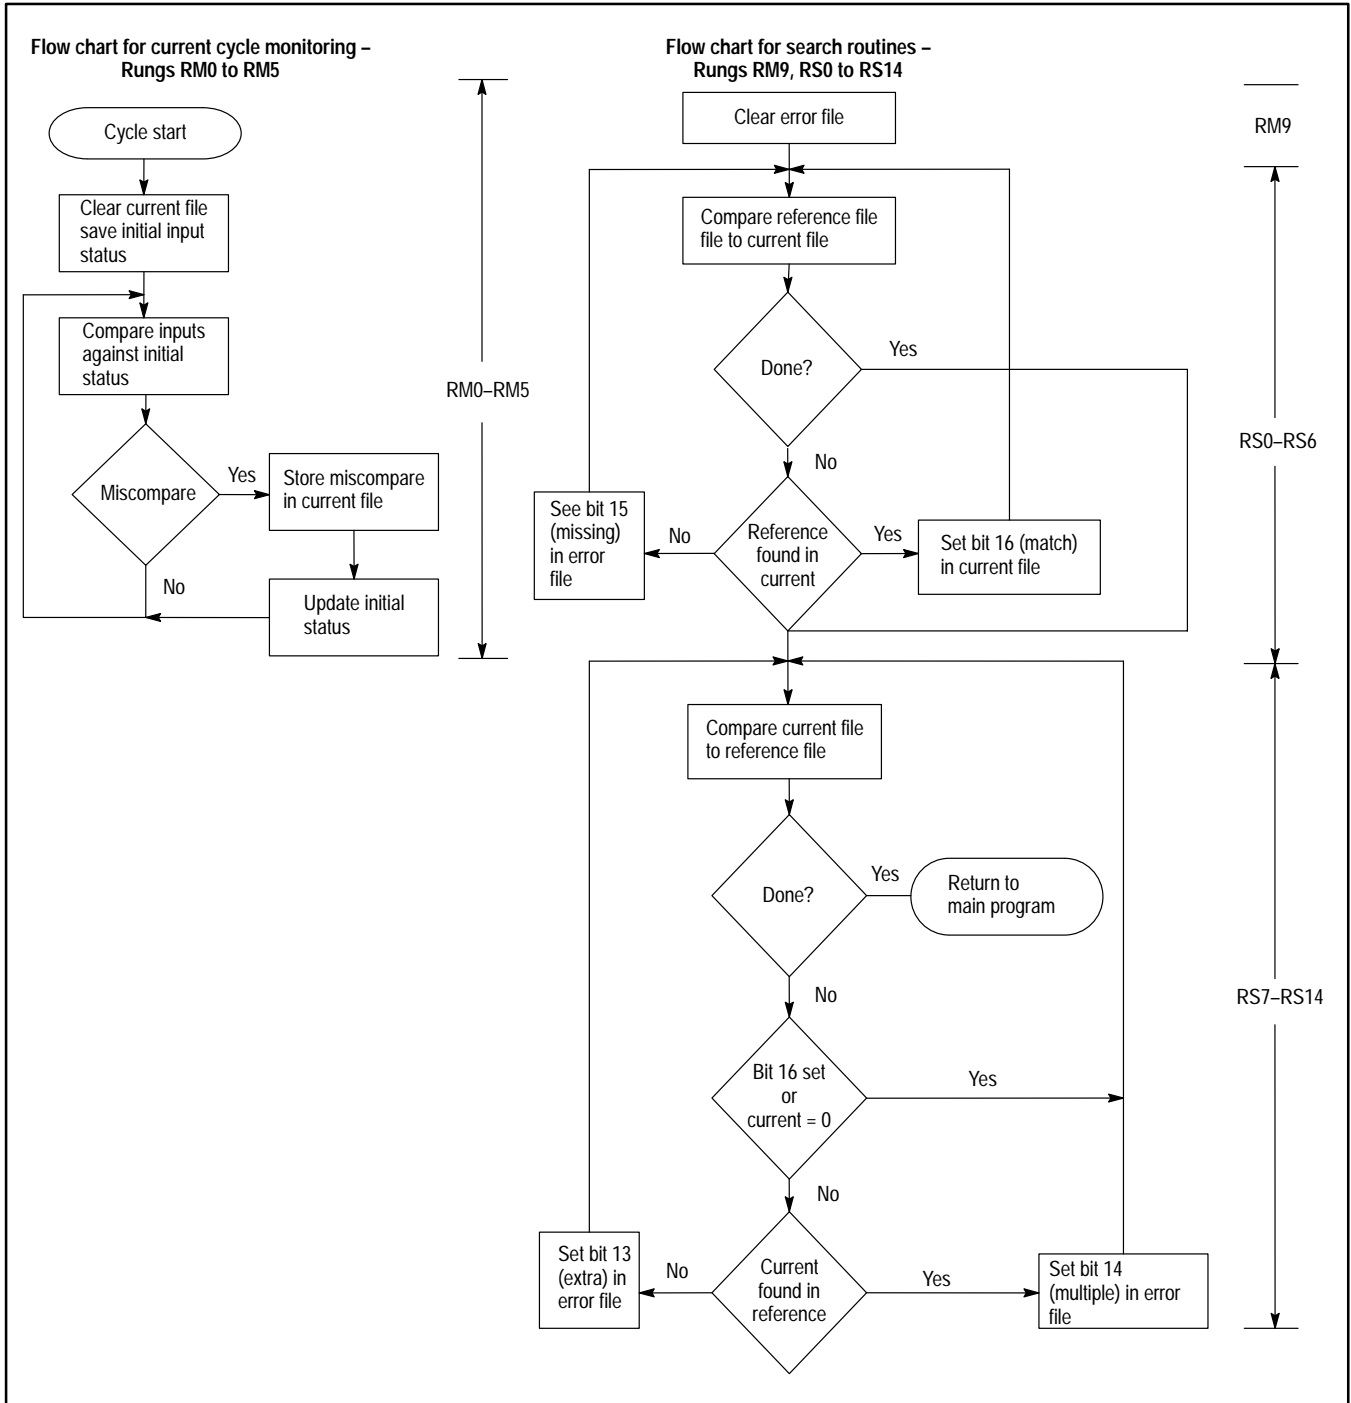 Flow chart for current cycle monitoring –
Rungs RM0 to RM5
Cycle start
Clear current file
save initial input
status
Compare inputs
against initial
status
Miscompare
Yes
Store miscompare
in current file
No
Update initial
status
RM0–RM5
Flow chart for search routines –
Rungs RM9, RS0 to RS14
Clear error file
RM9
Compare reference file
file to current file
Done?
Yes
No
RS0–RS6
See bit 15
(missing)
in error
file
No
Reference
found in
current
Yes
Set bit 16 (match)
in current file
Compare current file
to reference file
Done?
Yes
Return to
main program
No
RS7–RS14
Bit 16 set
or
current = 0
Yes
No
Set bit 13
(extra) in
error file
No
Current
found in
reference
Yes
Set bit 14
(multiple) in error
file